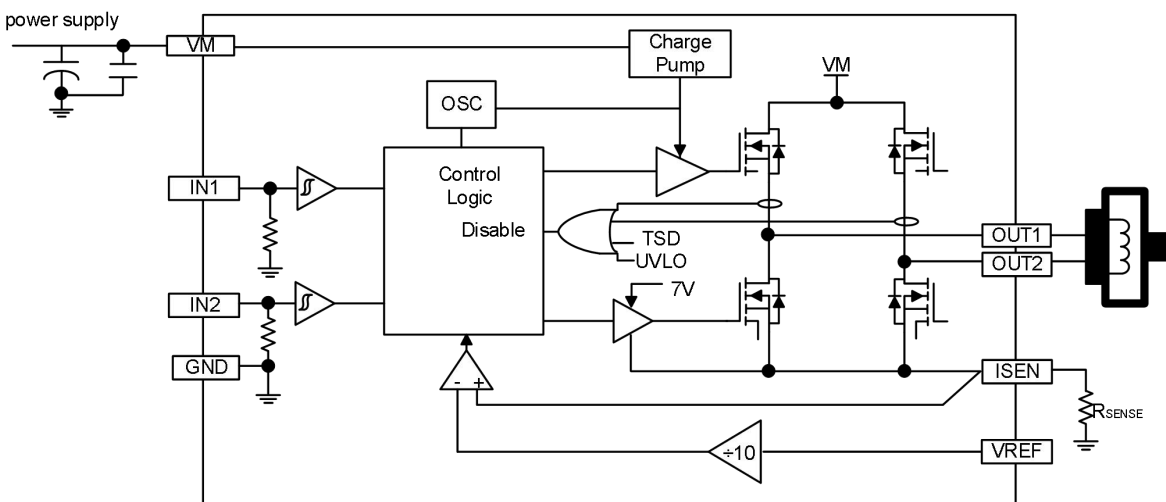 power supply
VM
Charge
Pump
VM
OSC
IN1
Control
Logic
Disable
TSD
UVLO
OUT1
OUT2
7V
IN2
GND
- +
ISEN
RSENSE
÷10
VREF